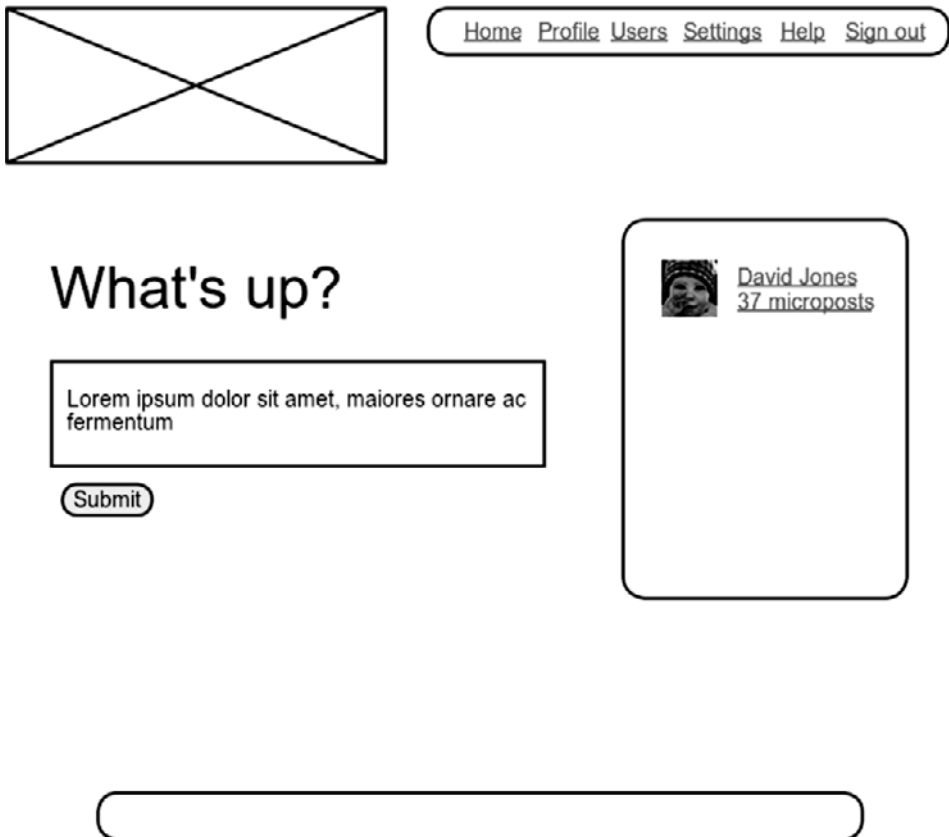 Home Profile Users Settings Help Sign out
What's up?
David Jones
37 microposts
Lorem ipsum dolor sit amet, maiores ornare ac
fermentum
Submit